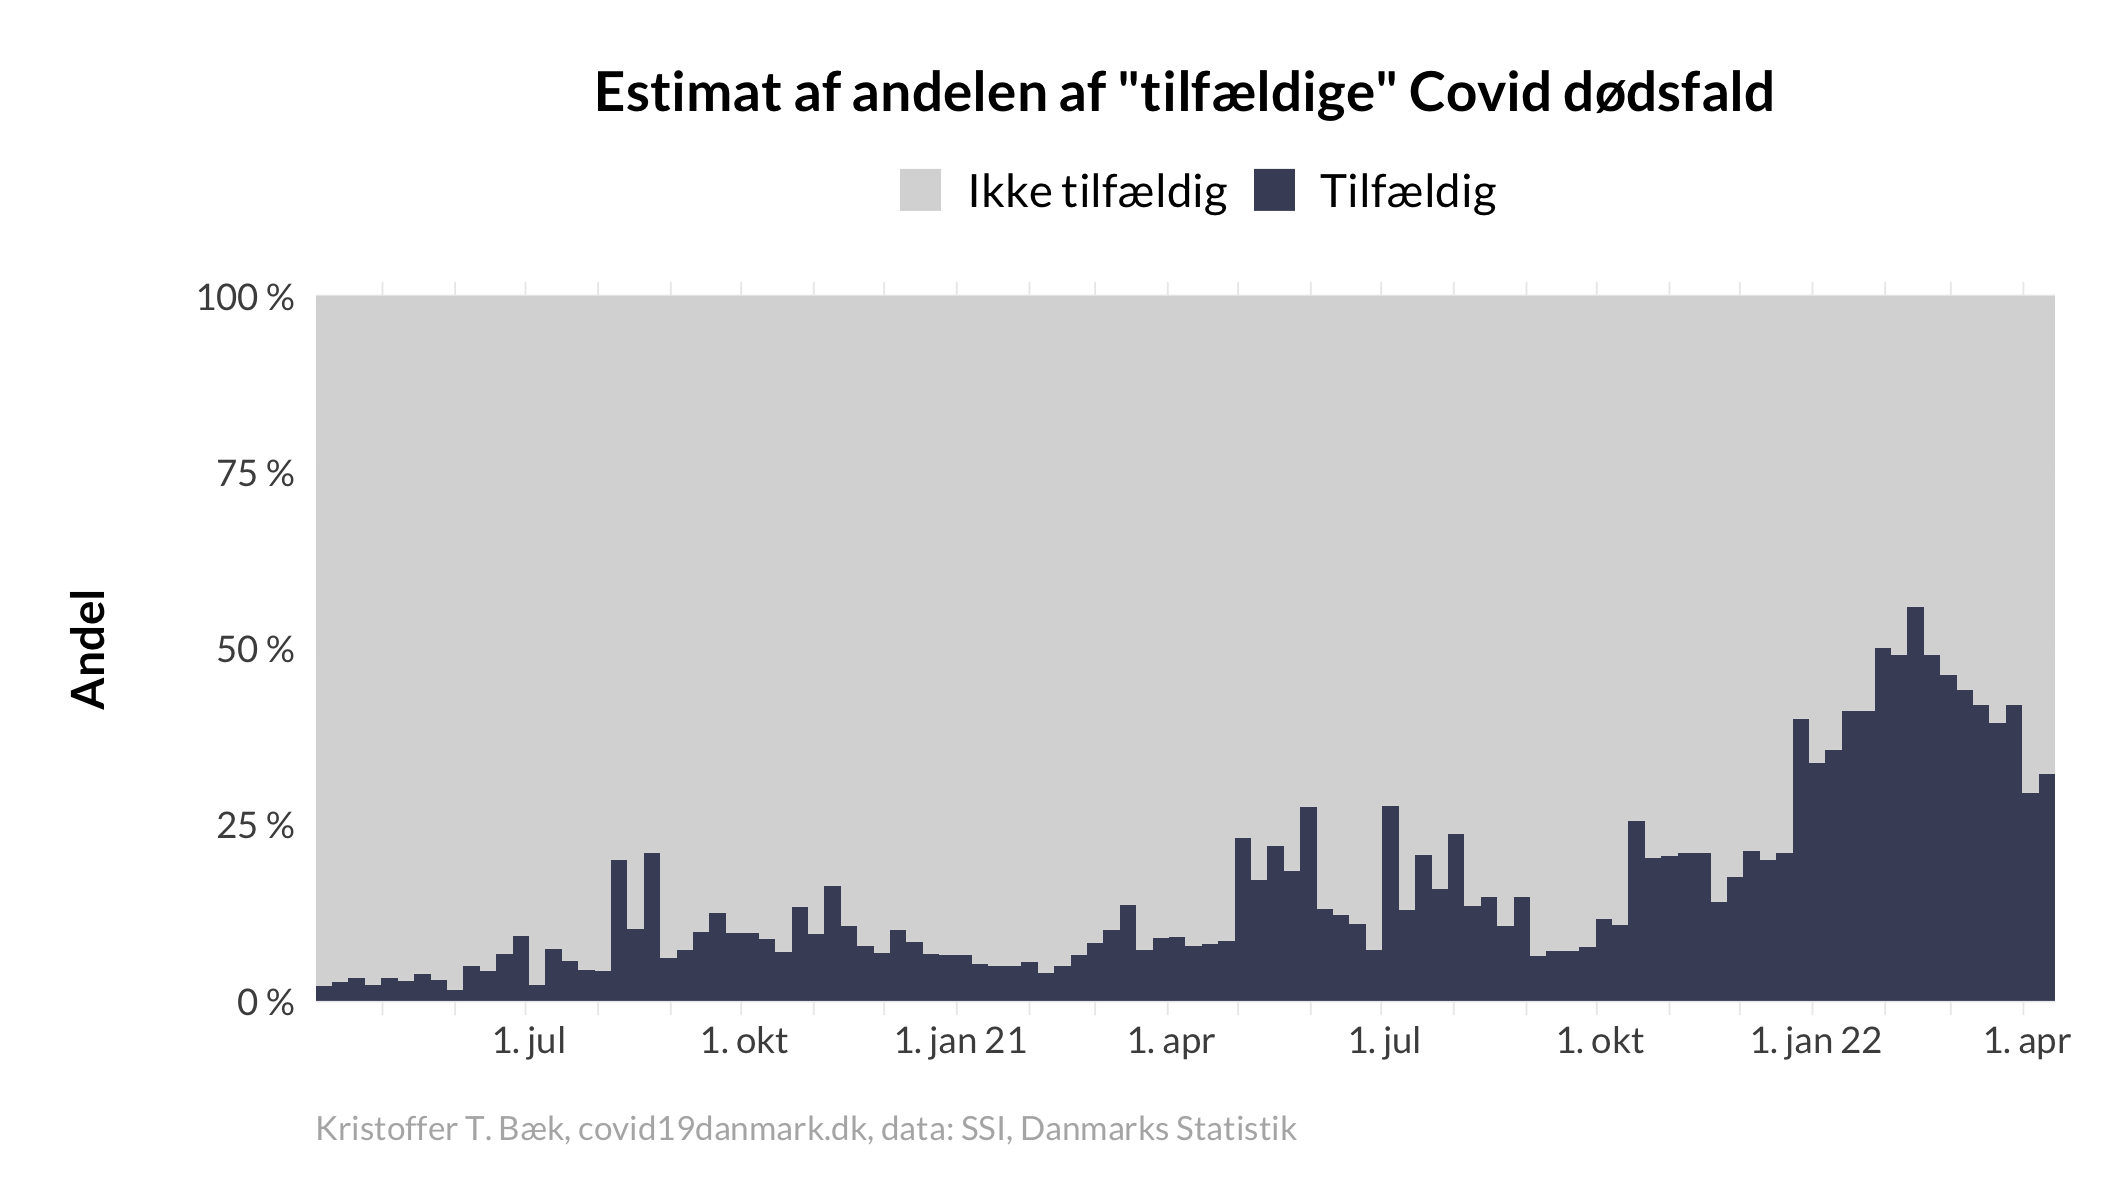 Estimat af andelen af "tilfældige" Covid dødsfald
Ikke tilfældig
Tilfældig
100 %
75 %
50 %
25 %
0 %
Andel
1. jul
1. okt
1. jan 21
1. apr
1. jul
1. okt
1. jan 22
1. apr
Kristoffer T. Bæk, covid19danmark.dk, data: SSI, Danmarks Statistik